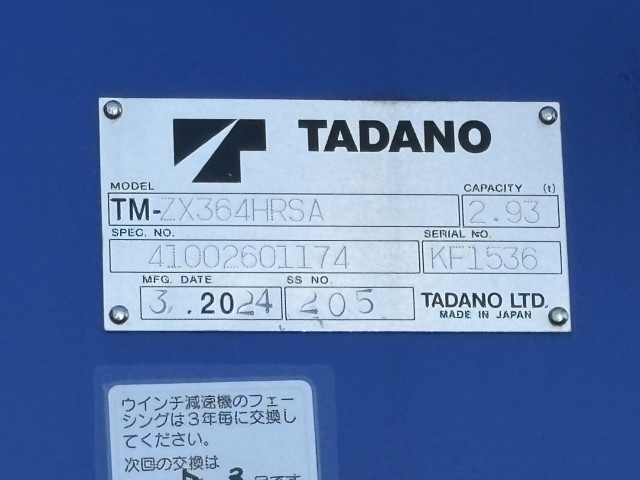 TADANO
MODEL
CAPACITY (t)
TM-ZX364HRSA
2.93
SPEC. NO.
SERIAL NO.
41002601174
KF1536
MFG. DATE
SS NO.
3 .2024
205
TADANO LTD.
MADE IN JAPAN
ウインチ減速機のフェー
シングは３年毎に交換し
てください。
次回の交換は